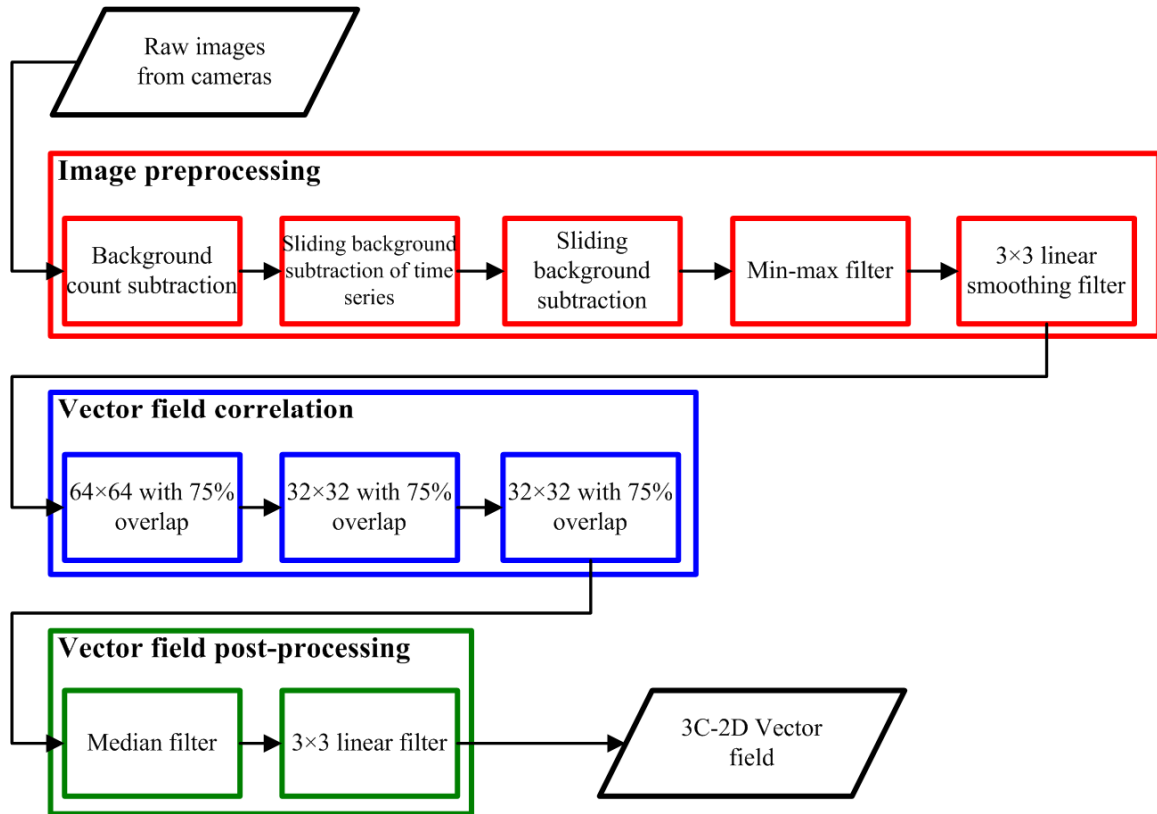 Raw images
from cameras
Image preprocessing
Background
count subtraction
Sliding background
subtraction of time
series
Sliding
background
subtraction
Min-max filter
3×3 linear
smoothing filter
Vector field correlation
64×64 with 75%
overlap
32×32 with 75%
overlap
32×32 with 75%
overlap
Vector field post-processing
Median filter
3×3 linear filter
3C-2D Vector
field